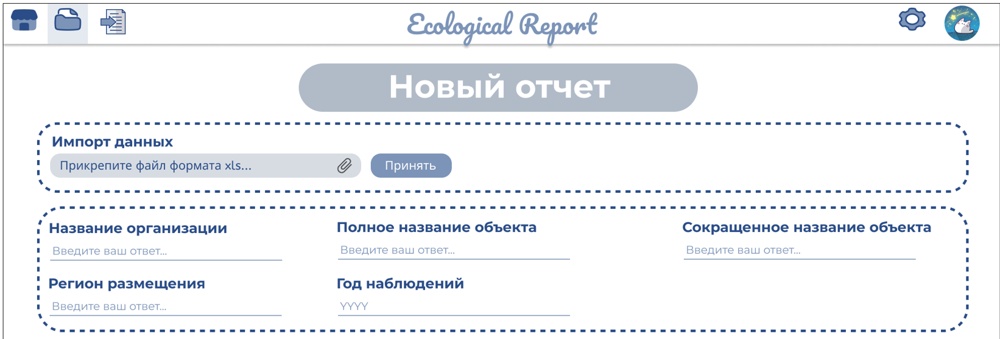 Ecological Report
Новый отчет
Импорт данных
Прикрепите файл формата xls...
Принять
Название организации
Полное название объекта
Сокращенное название объекта
Введите ваш ответ...
Введите ваш ответ...
Введите ваш ответ...
Регион размещения
Год наблюдений
Введите ваш ответ...
YYYY